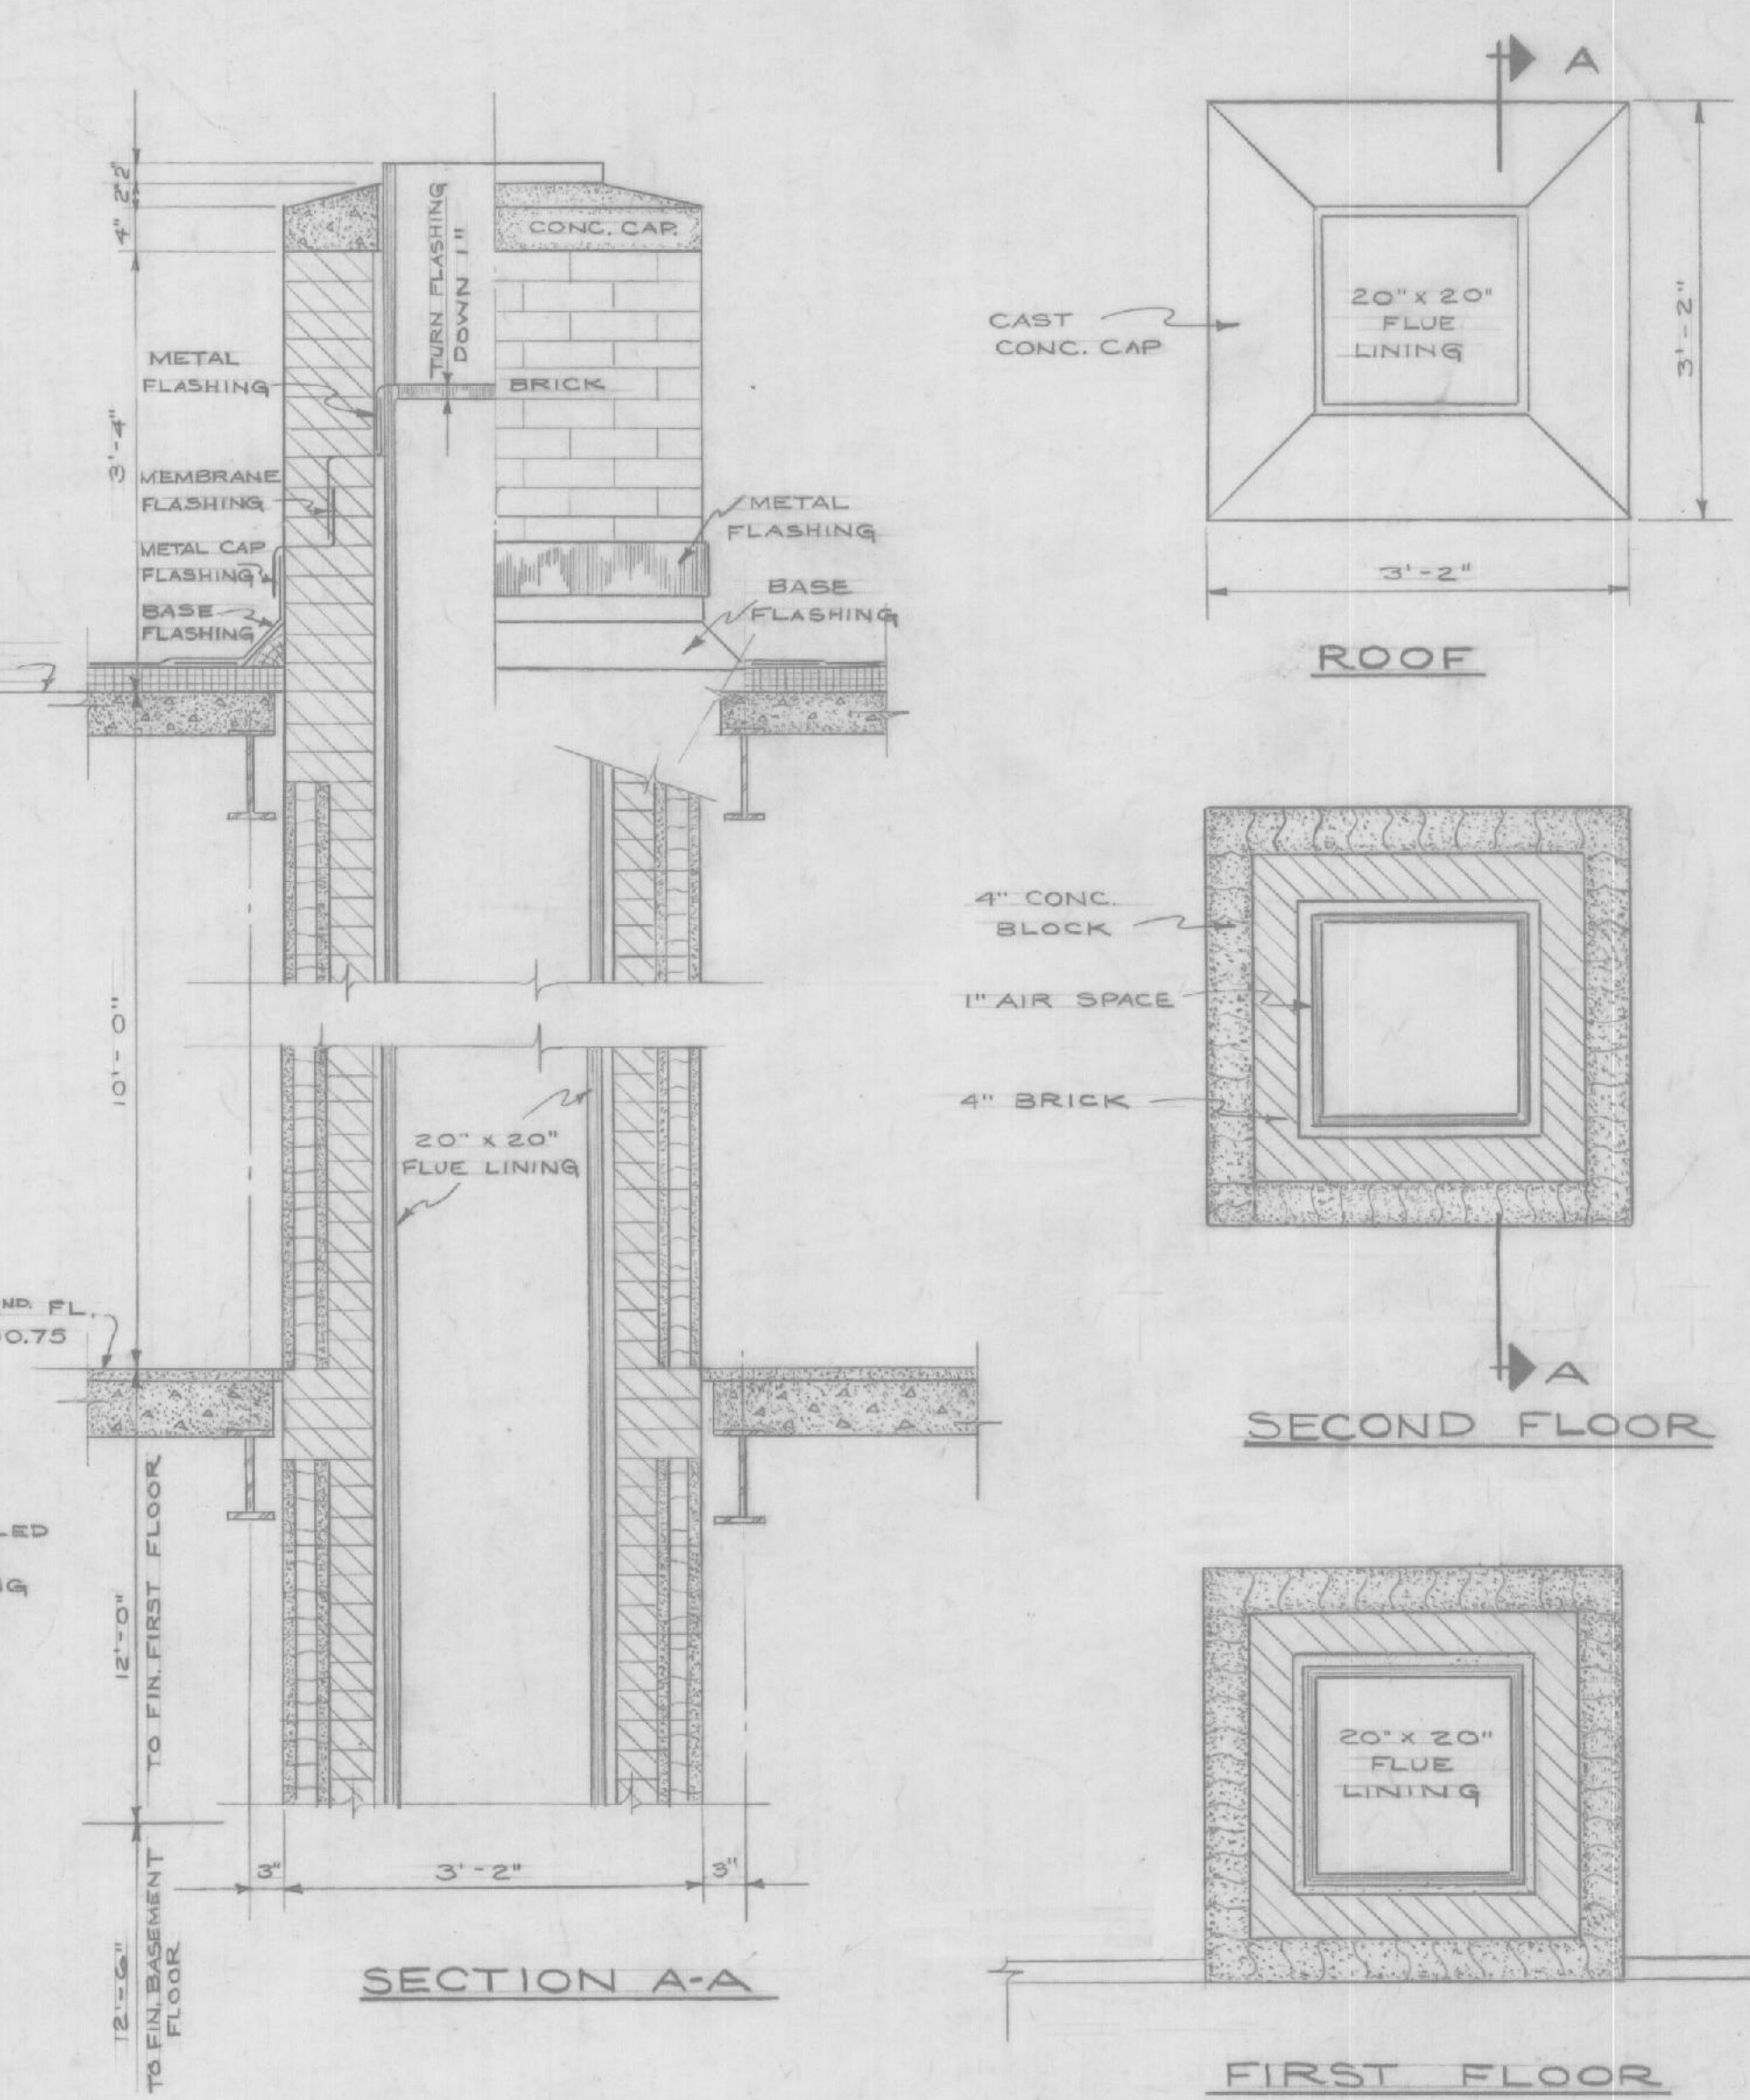 2"
2"
4"
3'-4"
10'-0"
12'-0"
TO FIN. FIRST FLOOR
12'-6"
TO FIN. BASEMENT
FLOOR
TURN FLASHING
DOWN 1"
CONC. CAP.
METAL
FLASHING
BRICK
MEMBRANE
FLASHING
METAL CAP
FLASHING
BASE
FLASHING
METAL
FLASHING
BASE
FLASHING
20" x 20"
FLUE LINING
ND. FL.
0.75
LED
G
3"
3'-2"
3"
SECTION A-A
A
CAST
CONC. CAP
20" x 20"
FLUE
LINING
3'-2"
3'-2"
ROOF
4" CONC.
BLOCK
1" AIR SPACE
4" BRICK
A
SECOND FLOOR
20" x 20"
FLUE
LINING
FIRST FLOOR